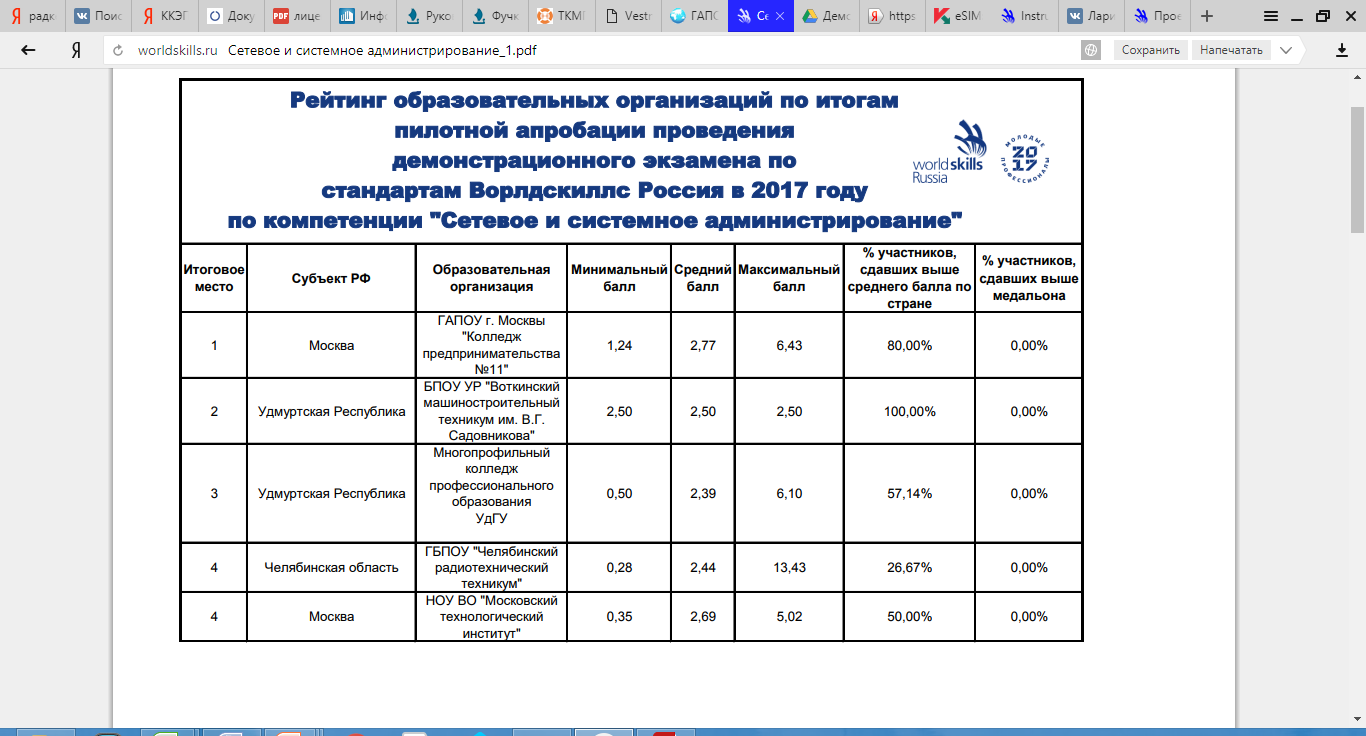 радк
Поис
ККЭГ
Доку
лице
Инфо
Руко
Фучк
ТКМГ
Vestr
ГАПС
Се
Демо
https
eSIM
Instru
Лари
Прое
worldskills.ru Сетевое и системное администрирование_1.pdf
Сохранить
Напечатать
Рейтинг образовательных организаций по итогам
пилотной апробации проведения
демонстрационного экзамена по
стандартам Ворлдскиллс Россия в 2017 году
по компетенции "Сетевое и системное администрирование"
worldskills
Russia
МОЛОДЫЕ
20
17
ПРОФЕССИОНАЛЫ
Итоговое
место
Субъект РФ
Образовательная
организация
Минимальный
балл
Средний
балл
Максимальный
балл
% участников,
сдавших выше
среднего балла по
стране
% участников,
сдавших выше
медальона
1
Москва
ГАПОУ г. Москвы
"Колледж
предпринимательства
№11"
1,24
2,77
6,43
80,00%
0,00%
2
Удмуртская Республика
БПОУ УР "Воткинский
машиностроительный
техникум им. В.Г.
Садовникова"
2,50
2,50
2,50
100,00%
0,00%
3
Удмуртская Республика
Многопрофильный
колледж
профессионального
образования
УдГУ
0,50
2,39
6,10
57,14%
0,00%
4
Челябинская область
ГБПОУ "Челябинский
радиотехнический
техникум"
0,28
2,44
13,43
26,67%
0,00%
4
Москва
НОУ ВО "Московский
технологический
институт"
0,35
2,69
5,02
50,00%
0,00%